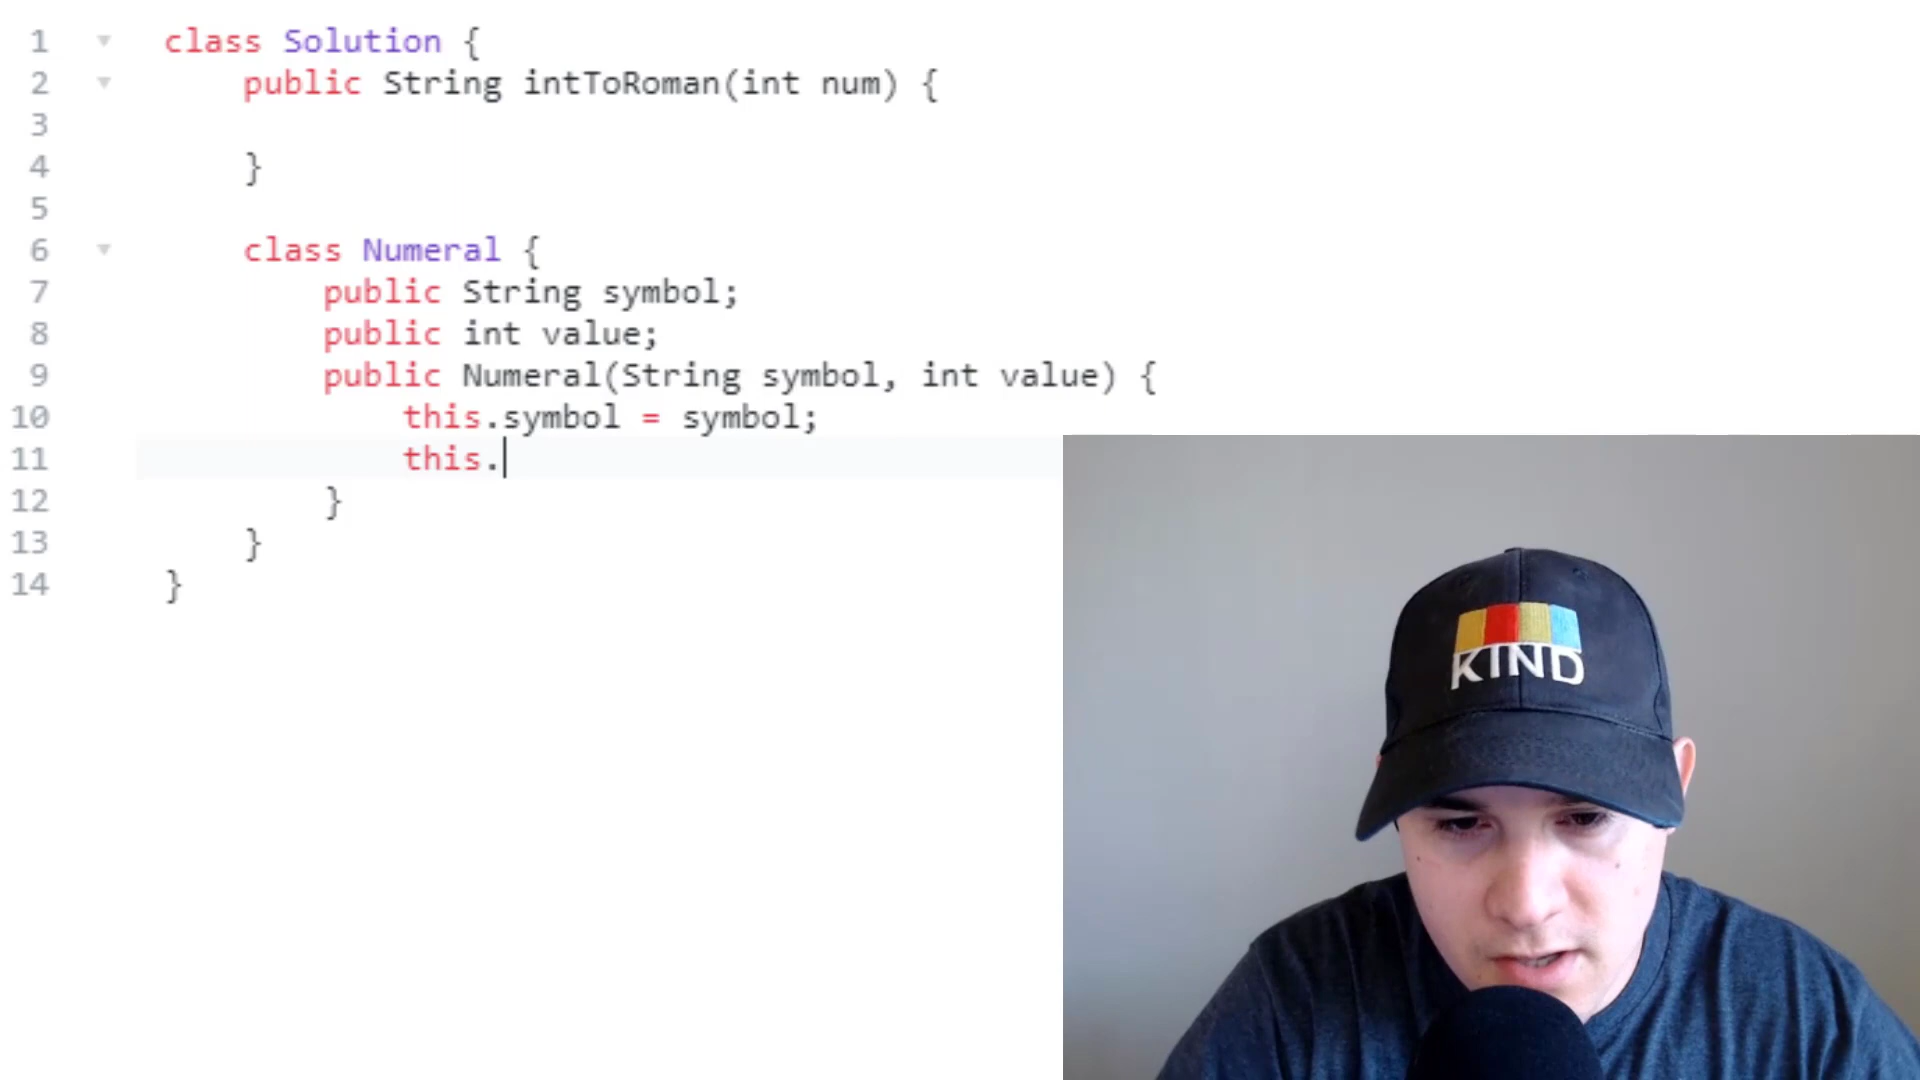 1 class Solution {
2 public String intToRoman(int num) {
3
4 }
5
6 class Numeral {
7 public String symbol;
8 public int value;
9 public Numeral(String symbol, int value) {
10 this.symbol = symbol;
11 this.
12 }
13 }
14 }
KIND